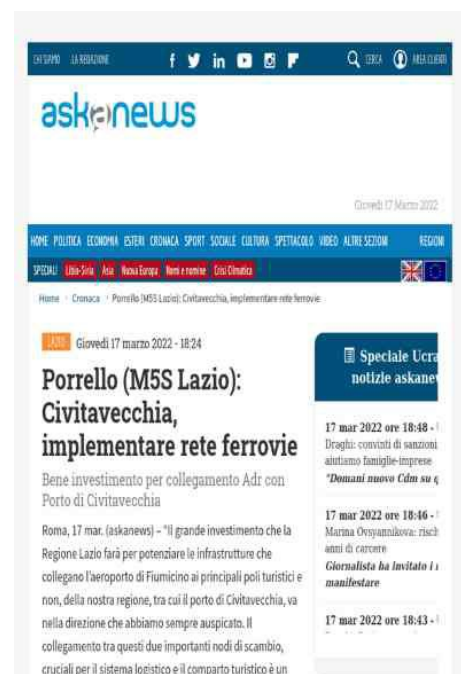 CHI SIAMO LA REDAZIONE
CERCA AREA CLIENTI
askanews
Giovedì 17 Marzo 2022
HOME POLITICA ECONOMIA ESTERI CRONACA SPORT SOCIALE CULTURA SPETTACOLO VIDEO ALTRE SEZIONI REGIONI
SPECIALI Libia-Siria Asia Nuova Europa Nomi e nomine Crisi Climatica
Home Cronaca Porrello (M5S Lazio): Civitavecchia, implementare rete ferrovie
LAZIO Giovedì 17 marzo 2022 - 18:24
Porrello (M5S Lazio):
Civitavecchia,
implementare rete ferrovie
Bene investimento per collegamento Adr con
Porto di Civitavecchia
Roma, 17 mar. (askanews) – "Il grande investimento che la
Regione Lazio farà per potenziare le infrastrutture che
collegano l'aeroporto di Fiumicino ai principali poli turistici e
non, della nostra regione, tra cui il porto di Civitavecchia, va
nella direzione che abbiamo sempre auspicato. Il
collegamento tra questi due importanti nodi di scambio,
cruciali per il sistema logistico e il comparto turistico è un
Speciale Ucra
notizie askane
17 mar 2022 ore 18:48 -
Draghi: convinti di sanzioni
aiutiamo famiglie-imprese
"Domani nuovo Cdm su
17 mar 2022 ore 18:46 -
Marina Ovsyannikova: risch
anni di carcere
Giornalista ha invitato i
manifestare
17 mar 2022 ore 18:43 -